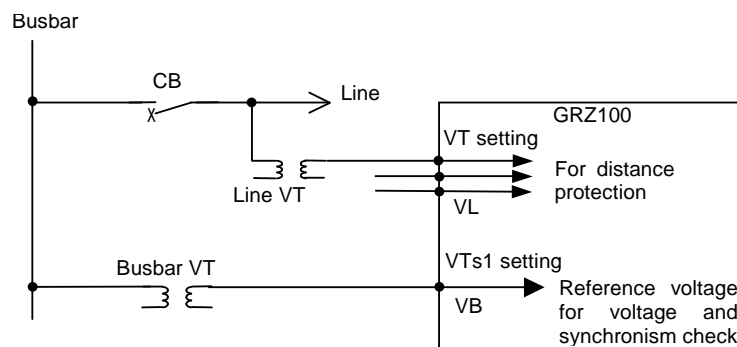 Busbar
CB
Line
GRZ100
VT setting
For distance
protection
Line VT
VL
Busbar VT
VTs1 setting
VB
Reference voltage
for voltage and
synchronism check